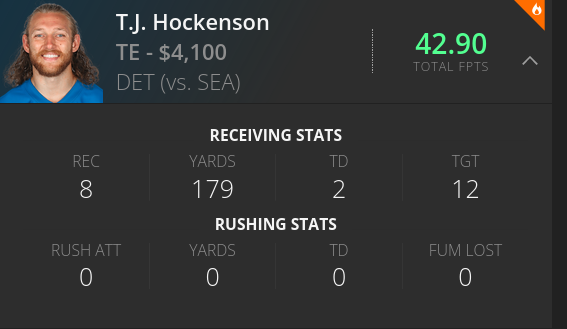 T.J. Hockenson
TE - $4,100
DET (vs. SEA)
42.90
TOTAL FPTS
RECEIVING STATS
REC YARDS TD TGT
8 179 2 12
RUSHING STATS
RUSH ATT YARDS TD FUM LOST
0 0 0 0